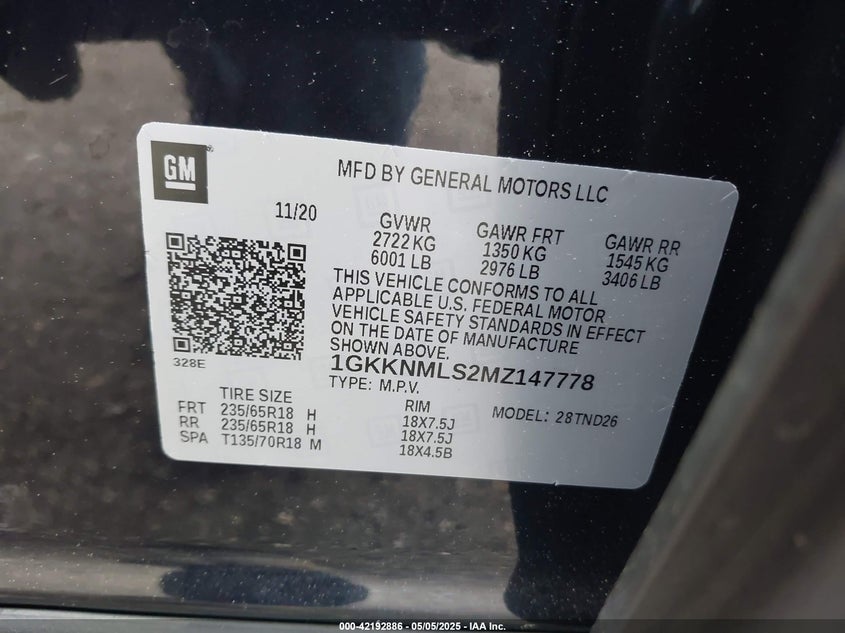 GM
MFD BY GENERAL MOTORS LLC
11/20
GVWR
2722 KG
6001 LB
GAWR FRT
1350 KG
2976 LB
GAWR RR
1545 KG
3406 LB
THIS VEHICLE CONFORMS TO ALL
APPLICABLE U.S. FEDERAL MOTOR
VEHICLE SAFETY STANDARDS IN EFFECT
ON THE DATE OF MANUFACTURE
SHOWN ABOVE.
328E
1GKKNMLS2MZ147778
TYPE: M.P.V.
MODEL: 28TND26
TIRE SIZE
RIM
FRT 235/65R18 H 18X7.5J
RR 235/65R18 H 18X7.5J
SPA T135/70R18 M 18X4.5B
000-42192886 - 05/05/2025 - IAA Inc.